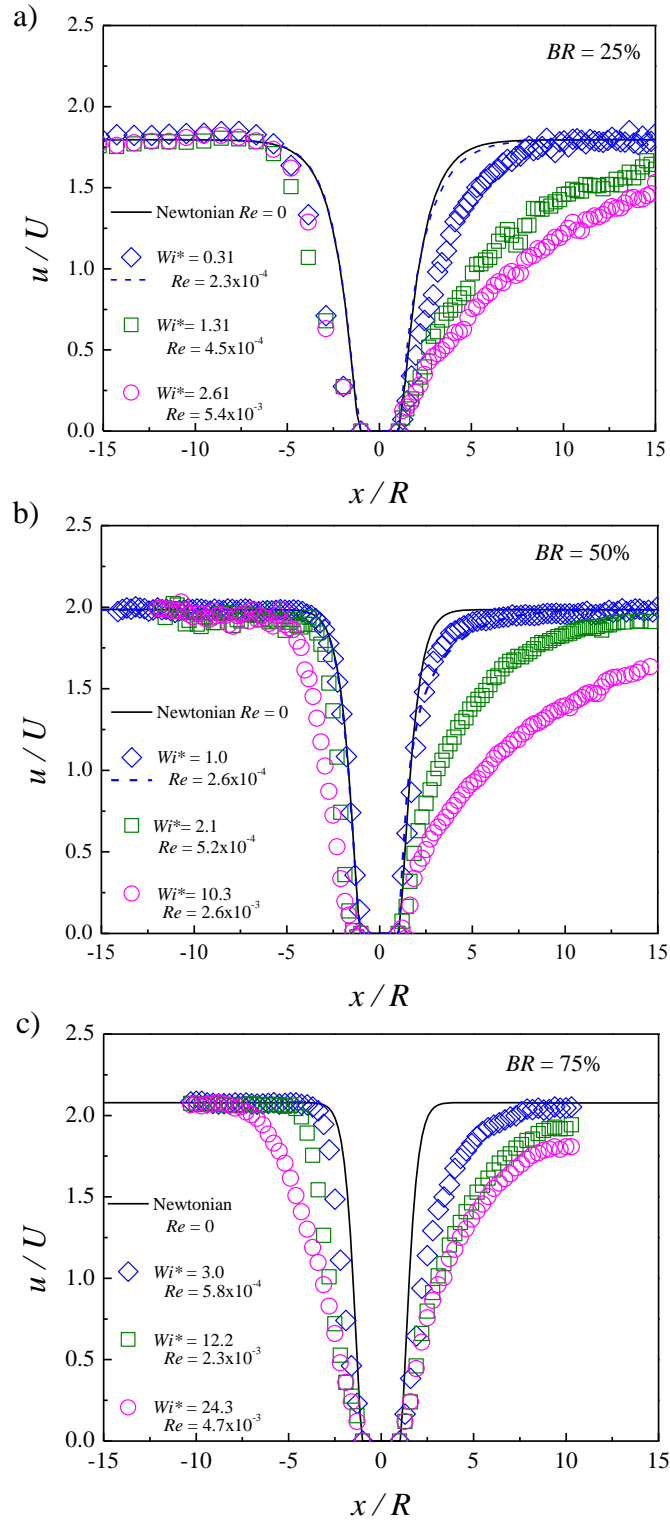 a)
BR = 25%
2.5
2.0
1.5
1.0
0.5
0.0
u / U
Newtonian Re = 0
Wi* = 0.31
Re = 2.3x10⁻⁴
Wi*= 1.31
Re = 4.5x10⁻⁴
Wi*= 2.61
Re = 5.4x10⁻³
-15 -10 -5 0 5 10 15
x / R
b)
BR = 50%
2.5
2.0
1.5
1.0
0.5
0.0
u / U
Newtonian Re = 0
Wi*= 1.0
Re = 2.6x10⁻⁴
Wi*= 2.1
Re = 5.2x10⁻⁴
Wi*= 10.3
Re = 2.6x10⁻³
-15 -10 -5 0 5 10 15
x / R
c)
BR = 75%
2.5
2.0
1.5
1.0
0.5
0.0
u / U
Newtonian
Re = 0
Wi* = 3.0
Re = 5.8x10⁻⁴
Wi* = 12.2
Re = 2.3x10⁻³
Wi* = 24.3
Re = 4.7x10⁻³
-15 -10 -5 0 5 10 15
x / R